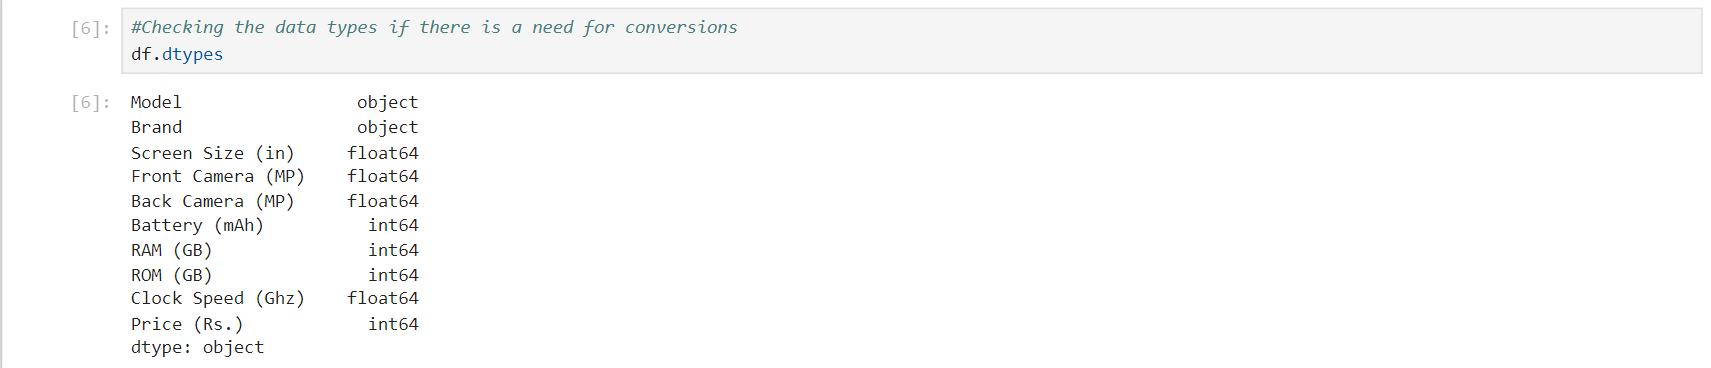 [6]: #Checking the data types if there is a need for conversions
df.dtypes
[6]: Model object
Brand object
Screen Size (in) float64
Front Camera (MP) float64
Back Camera (MP) float64
Battery (mAh) int64
RAM (GB) int64
ROM (GB) int64
Clock Speed (Ghz) float64
Price (Rs.) int64
dtype: object